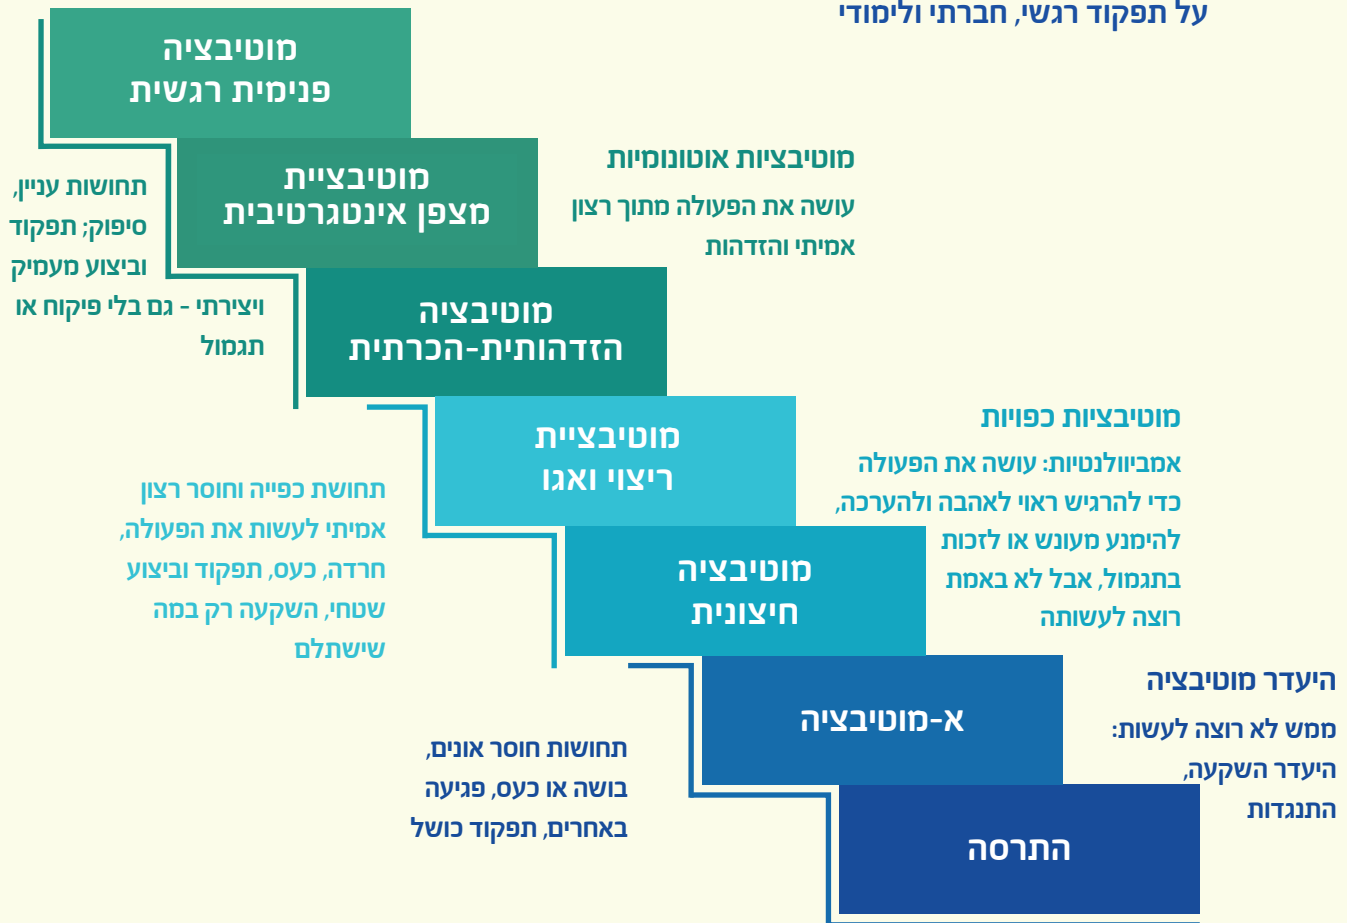 על תפקוד רגשי, חברתי ולימודי
מוטיבציה
פנימית רגשית
מוטיבציית
מצפן אינטגרטיבית
מוטיבציה
הזדהותית-הכרתית
מוטיבציות אוטונומיות
עושה את הפעולה מתוך רצון
אמיתי והזדהות
תחושות עניין,
סיפוק; תפקוד
וביצוע מעמיק
ויצירתי - גם בלי פיקוח או
תגמול
מוטיבציית
ריצוי ואגו
מוטיבציה
חיצונית
מוטיבציות כפויות
אמביוולנטיות: עושה את הפעולה
כדי להרגיש ראוי לאהבה ולהערכה,
להימנע מעונש או לזכות
בתגמול, אבל לא באמת
רוצה לעשותה
תחושת כפייה וחוסר רצון
אמיתי לעשות את הפעולה,
חרדה, כעס, תפקוד וביצוע
שטחי, השקעה רק במה
שישתלם
א-מוטיבציה
התרסה
היעדר מוטיבציה
ממש לא רוצה לעשות:
היעדר השקעה,
התנגדות
תחושות חוסר אונים,
בושה או כעס, פגיעה
באחרים, תפקוד כושל